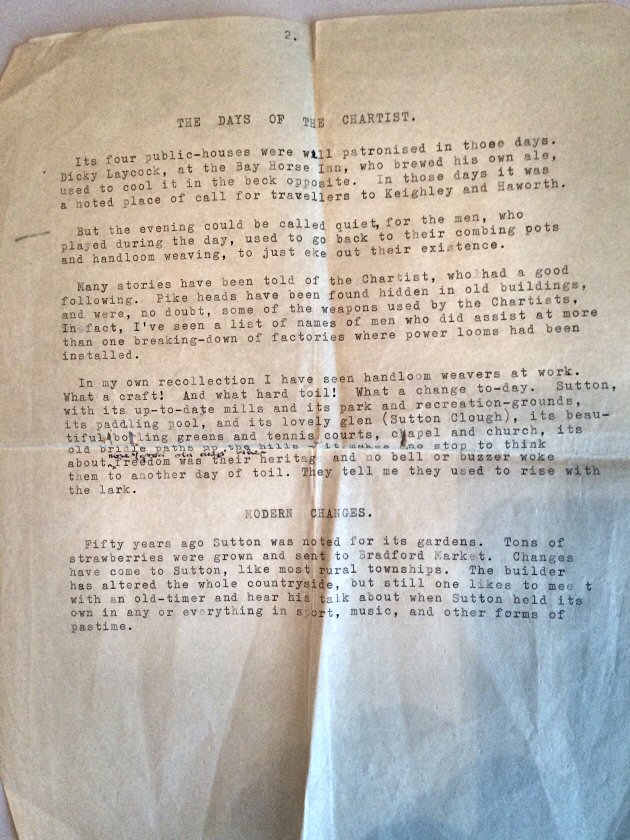 2.
THE DAYS OF THE CHARTIST.
Its four public-houses were will patronised in those days.
Dicky Laycock, at the Bay Horse Inn, who brewed his own ale,
used to cool it in the beck opposite. In those days it was
a noted place of call for travellers to Keighley and Haworth.
But the evening could be called quiet, for the men, who
played during the day, used to go back to their combing pots
and handloom weaving, to just eke out their existence.
Many stories have been told of the Chartist, who had a good
following. Pike heads have been found hidden in old buildings,
and were, no doubt, some of the weapons used by the Chartists,
In fact, I've seen a list of names of men who did assist at more
than one breaking-down of factories where power looms had been
installed.
In my own recollection I have seen handloom weavers at work.
What a craft! And what hard toil! What a change to-day. Sutton,
with its up-to-date mills and its park and recreation-grounds,
its paddling pool, and its lovely glen (Sutton Clough), its beau-
tiful bowling greens and tennis courts, chapel and church, its
old bridle paths up the hills - it makes one stop to think
about, freedom was their heritag and no bell or buzzer woke
them to another day of toil. They tell me they used to rise with
the lark.
MODERN CHANGES.
Fifty years ago Sutton was noted for its gardens. Tons of
strawberries were grown and sent to Bradford Market. Changes
have come to Sutton, like most rural townships. The builder
has altered the whole countryside, but still one likes to mee t
with an old-timer and hear his talk about when Sutton held its
own in any or everything in sport, music, and other forms of
pastime.